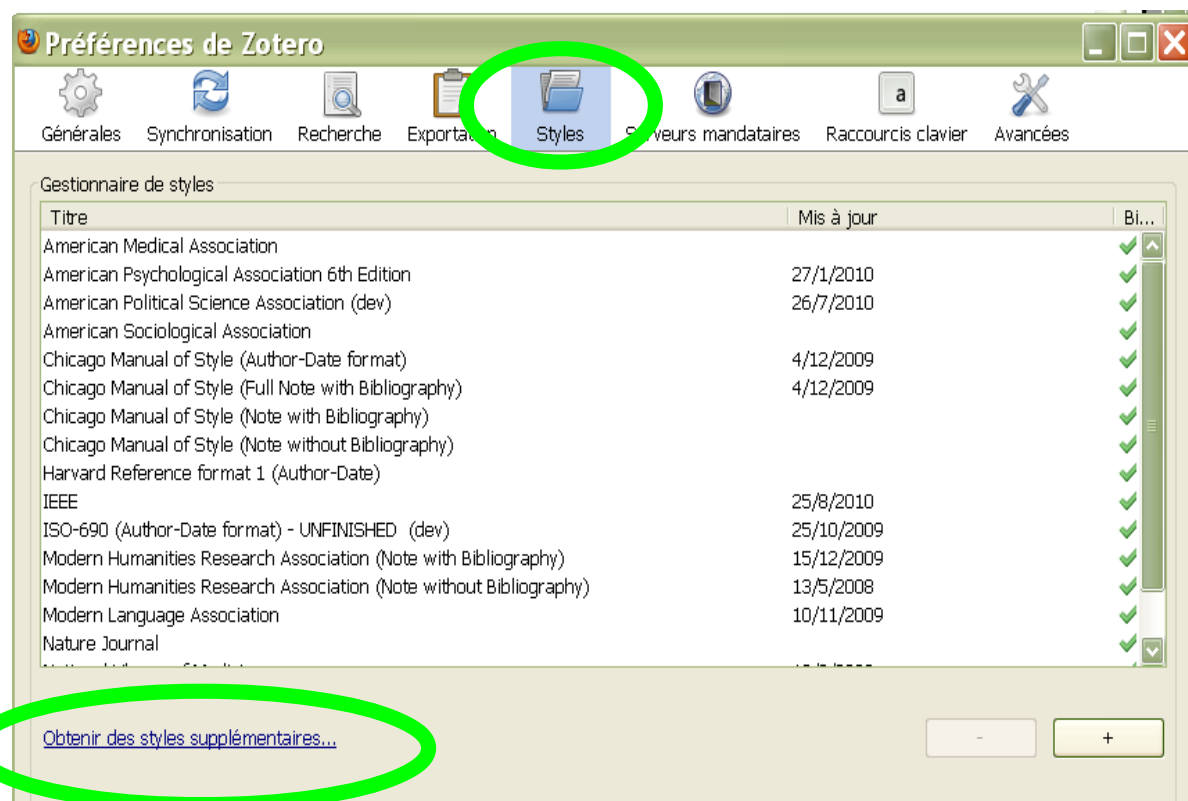 Préférences de Zotero
Générales Synchronisation Recherche Exportation Styles Serveurs mandataires a Raccourcis clavier Avancées
Gestionnaire de styles
Titre Mis à jour Bi...
American Medical Association
American Psychological Association 6th Edition 27/1/2010
American Political Science Association (dev) 26/7/2010
American Sociological Association
Chicago Manual of Style (Author-Date format) 4/12/2009
Chicago Manual of Style (Full Note with Bibliography) 4/12/2009
Chicago Manual of Style (Note with Bibliography)
Chicago Manual of Style (Note without Bibliography)
Harvard Reference format 1 (Author-Date)
IEEE 25/8/2010
ISO-690 (Author-Date format) - UNFINISHED (dev) 25/10/2009
Modern Humanities Research Association (Note with Bibliography) 15/12/2009
Modern Humanities Research Association (Note without Bibliography) 13/5/2008
Modern Language Association 10/11/2009
Nature Journal
Obtenir des styles supplémentaires... - +